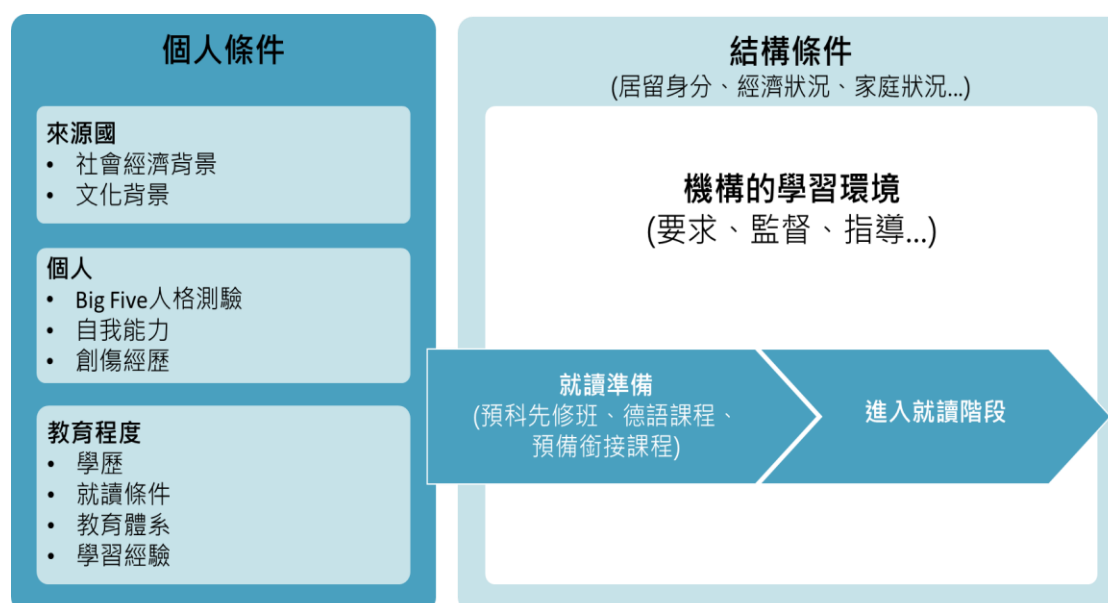 個人條件
來源國
• 社會經濟背景
• 文化背景
個人
• Big Five人格測驗
• 自我能力
• 創傷經歷
教育程度
• 學歷
• 就讀條件
• 教育體系
• 學習經驗
結構條件
(居留身分、經濟狀況、家庭狀況...)
機構的學習環境
(要求、監督、指導...)
就讀準備
(預科先修班、德語課程、
預備銜接課程)
進入就讀階段